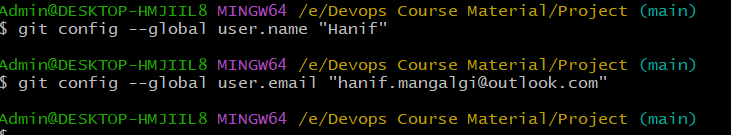 Admin@DESKTOP-HMJIIL8 MINGW64 /e/Devops Course Material/Project (main)
$ git config --global user.name "Hanif"
Admin@DESKTOP-HMJIIL8 MINGW64 /e/Devops Course Material/Project (main)
$ git config --global user.email "hanif.mangalgi@outlook.com"
Admin@DESKTOP-HMJIIL8 MINGW64 /e/Devops Course Material/Project (main)
$